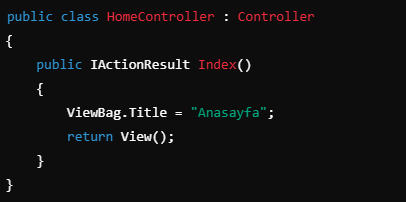 public class HomeController : Controller
{
    public IActionResult Index()
    {
        ViewBag.Title = "Anasayfa";
        return View();
    }
}